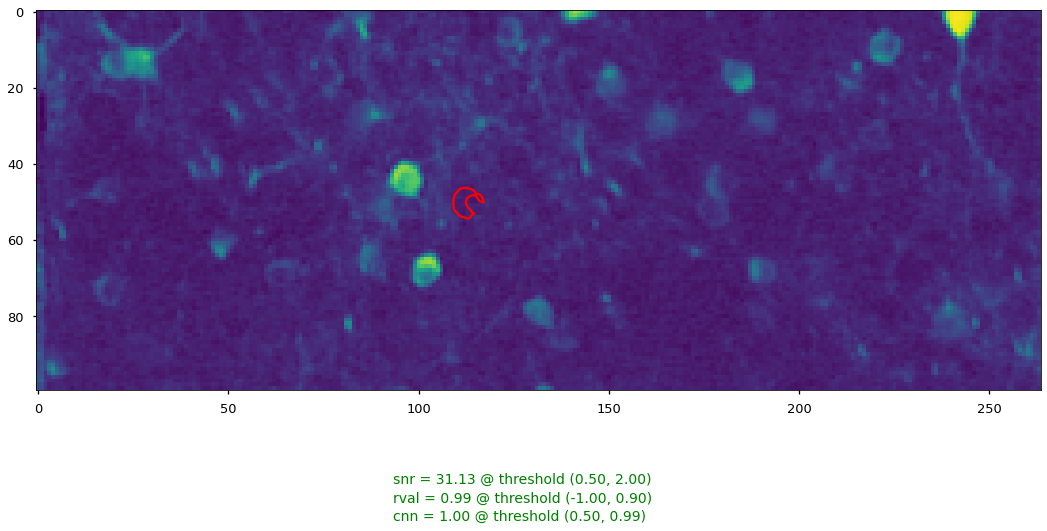 0
20
40
60
80
0 50 100 150 200 250
snr = 31.13 @ threshold (0.50, 2.00)
rval = 0.99 @ threshold (-1.00, 0.90)
cnn = 1.00 @ threshold (0.50, 0.99)